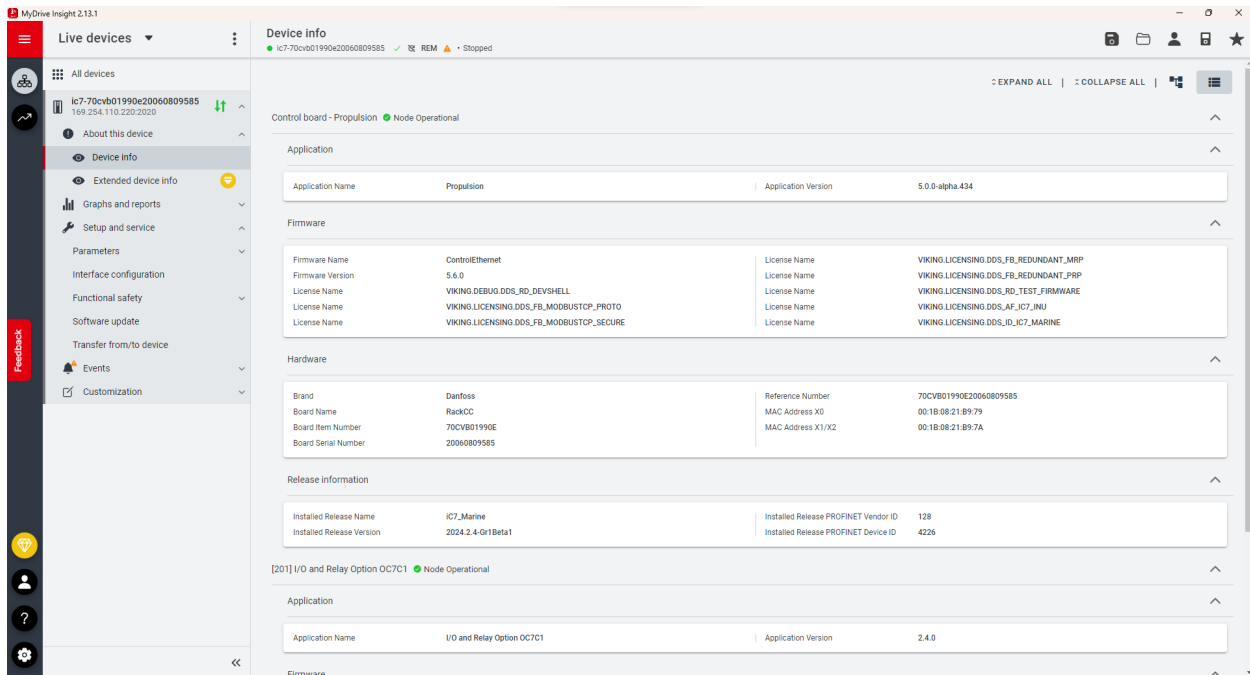 MyDrive Insight 2.13.1
Live devices
Device info
ic7-70cvb01990e20060809585 REM • Stopped
All devices
ic7-70cvb01990e20060809585
169.254.110.220:2020
About this device
Device info
Extended device info
Graphs and reports
Setup and service
Parameters
Interface configuration
Functional safety
Software update
Transfer from/to device
Events
Customization
Feedback
EXPAND ALL | COLLAPSE ALL |
Control board - Propulsion Node Operational
Application
Application Name Propulsion Application Version 5.0.0-alpha.434
Firmware
Firmware Name ControlEthernet License Name VIKING.LICENSING.DDS_FB_REDUNDANT_MRP
Firmware Version 5.6.0 License Name VIKING.LICENSING.DDS_FB_REDUNDANT_PRP
License Name VIKING.DEBUG.DDS_RD_DEVSHELL License Name VIKING.LICENSING.DDS_RD_TEST_FIRMWARE
License Name VIKING.LICENSING.DDS_FB_MODBUSTCP_PROTO License Name VIKING.LICENSING.DDS_AF_IC7_INU
License Name VIKING.LICENSING.DDS_FB_MODBUSTCP_SECURE License Name VIKING.LICENSING.DDS_ID_IC7_MARINE
Hardware
Brand Danfoss Reference Number 70CVB01990E20060809585
Board Name RackCC MAC Address X0 00:1B:08:21:B9:79
Board Item Number 70CVB01990E MAC Address X1/X2 00:1B:08:21:B9:7A
Board Serial Number 20060809585
Release information
Installed Release Name iC7_Marine Installed Release PROFINET Vendor ID 128
Installed Release Version 2024.2.4-Gr1Beta1 Installed Release PROFINET Device ID 4226
[201] I/O and Relay Option OC7C1 Node Operational
Application
Application Name I/O and Relay Option OC7C1 Application Version 2.4.0
Firmware